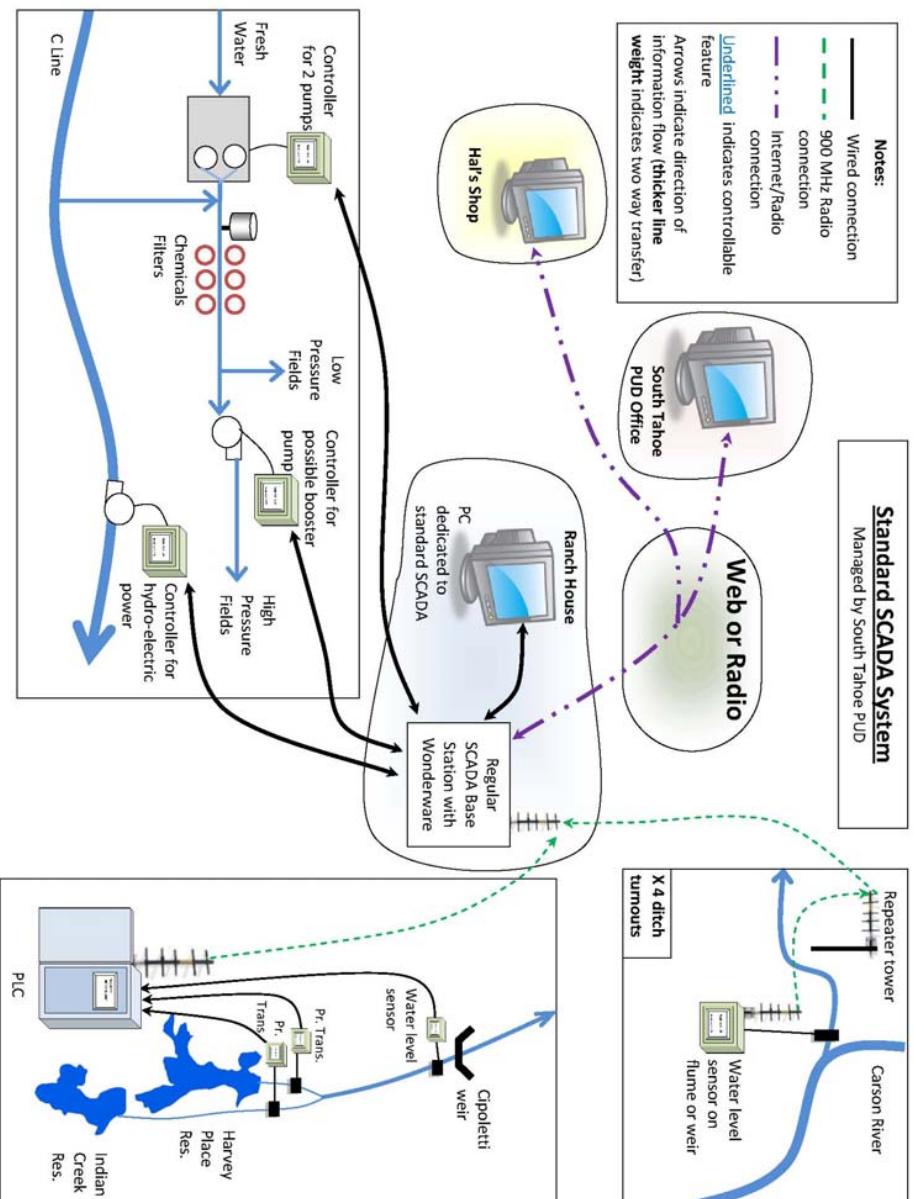 Standard SCADA System
Managed by South Tahoe PUD
Notes:
Wired connection
900 MHz Radio
connection
Internet/Radio
connection
Underlined indicates controllable
feature
Arrows indicate direction of
information flow (thicker line
weight indicates two way transfer)
Hal's Shop
South Tahoe
PUD Office
Web or Radio
Ranch House
PC
dedicated to
standard SCADA
Regular
SCADA Base
Station with
Wonderware
Repeater tower
Carson River
Water level
sensor on
flume or weir
X 4 ditch
turnouts
Controller
for 2 pumps
Fresh
Water
C Line
Chemicals
Filters
Low
Pressure
Fields
Controller for
possible booster
pump
High
Pressure
Fields
Controller for
hydro-electric
power
Cipoletti
weir
Water level
sensor
Pr. Trans.
Pr.
Trans.
PLC
Harvey
Place
Res.
Indian
Creek
Res.